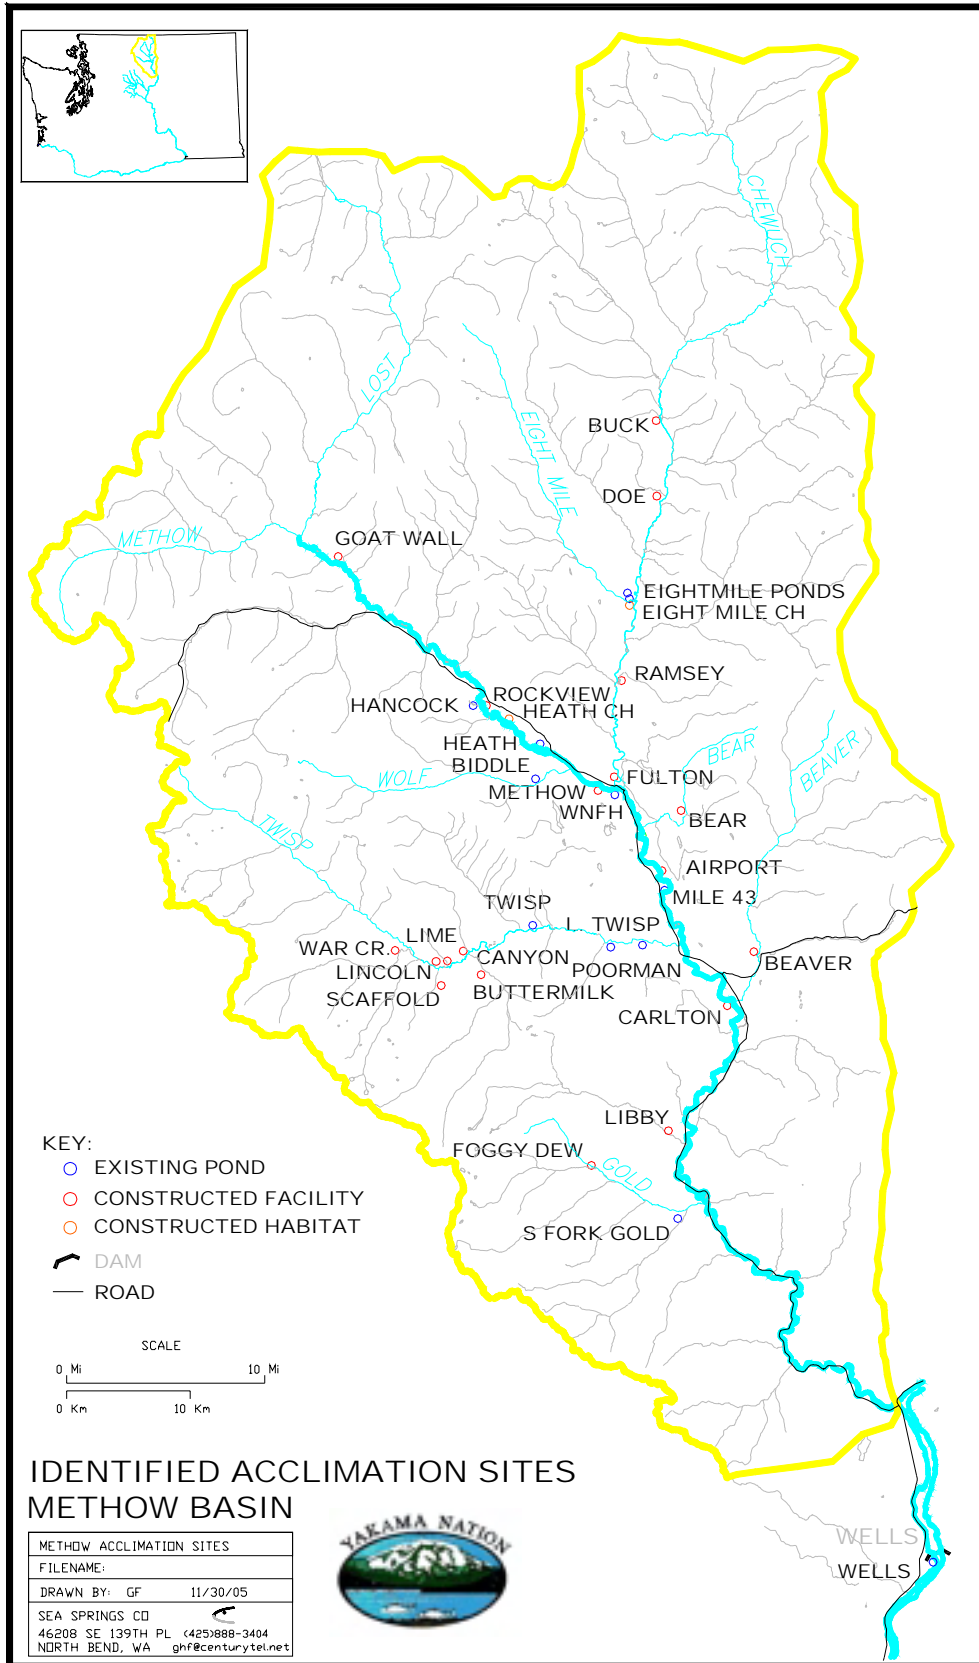 CHEWUCH
LOST
EIGHT MILE
BUCK
DOE
METHOW
GOAT WALL
EIGHTMILE PONDS
EIGHT MILE CH
RAMSEY
HANCOCK
ROCKVIEW
HEATH CH
HEATH
BIDDLE
WOLF
METHOW
WNFH
FULTON
BEAR
BEAVER
BEAR
TWISP
AIRPORT
MILE 43
TWISP
L. TWISP
WAR CR.
LIME
LINCOLN
SCAFFOLD
CANYON
BUTTERMILK
POORMAN
BEAVER
CARLTON
LIBBY
FOGGY DEW
GOLD
S FORK GOLD
KEY:
EXISTING POND
CONSTRUCTED FACILITY
CONSTRUCTED HABITAT
DAM
ROAD
SCALE
0 Mi 10 Mi
0 Km 10 Km
IDENTIFIED ACCLIMATION SITES
METHOW BASIN
METHOW ACCLIMATION SITES
FILENAME:
DRAWN BY: GF 11/30/05
SEA SPRINGS CO
46208 SE 139TH PL (425)888-3404
NORTH BEND, WA ghf@centurytel.net
YAKAMA NATION
WELLS
WELLS